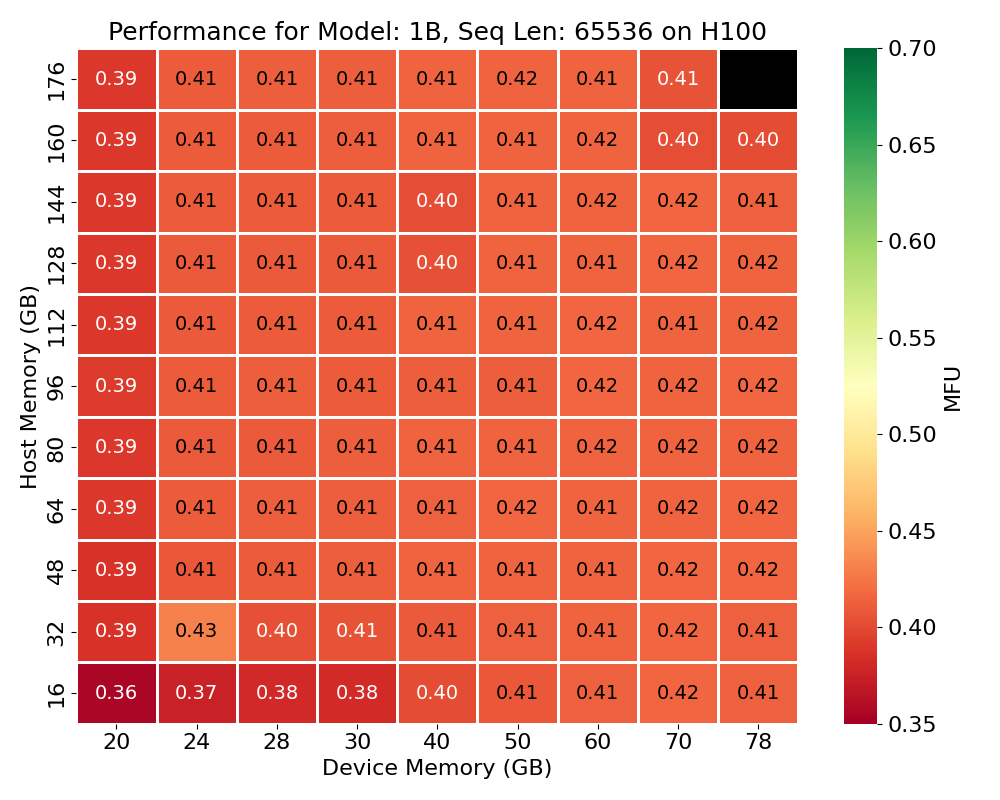 Performance for Model: 1B, Seq Len: 65536 on H100
176 0.39 0.41 0.41 0.41 0.41 0.42 0.41 0.41
160 0.39 0.41 0.41 0.41 0.41 0.41 0.42 0.40 0.40
144 0.39 0.41 0.41 0.41 0.40 0.41 0.42 0.42 0.41
128 0.39 0.41 0.41 0.41 0.40 0.41 0.41 0.42 0.42
112 0.39 0.41 0.41 0.41 0.41 0.41 0.42 0.41 0.42
96 0.39 0.41 0.41 0.41 0.41 0.41 0.42 0.42 0.42
80 0.39 0.41 0.41 0.41 0.41 0.41 0.42 0.42 0.42
64 0.39 0.41 0.41 0.41 0.41 0.42 0.41 0.42 0.42
48 0.39 0.41 0.41 0.41 0.41 0.41 0.41 0.42 0.42
32 0.39 0.43 0.40 0.41 0.41 0.41 0.41 0.42 0.41
16 0.36 0.37 0.38 0.38 0.40 0.41 0.41 0.42 0.41
20 24 28 30 40 50 60 70 78
Device Memory (GB)
Host Memory (GB)
0.70
0.65
0.60
0.55
0.50
0.45
0.40
0.35
MFU